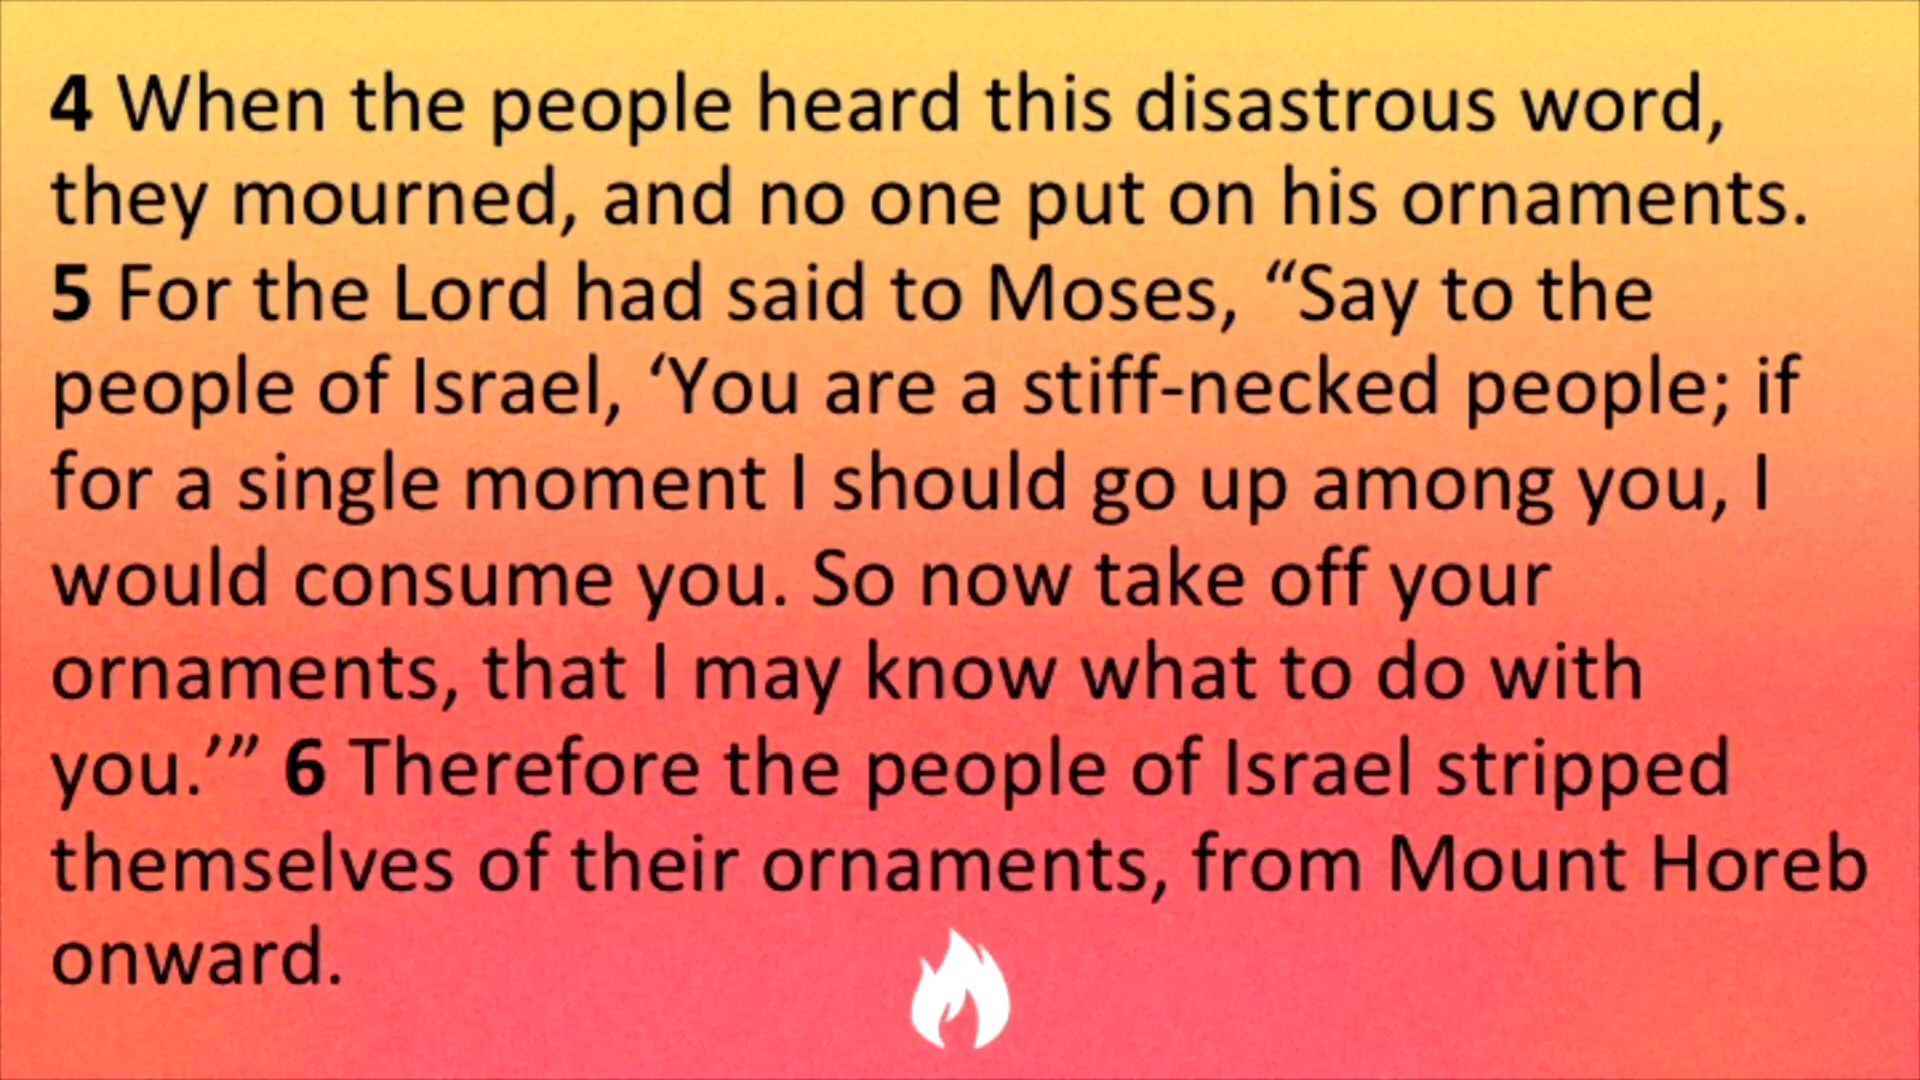 4 When the people heard this disastrous word,
they mourned, and no one put on his ornaments.
5 For the Lord had said to Moses, “Say to the
people of Israel, ‘You are a stiff-necked people; if
for a single moment I should go up among you, I
would consume you. So now take off your
ornaments, that I may know what to do with
you.’” 6 Therefore the people of Israel stripped
themselves of their ornaments, from Mount Horeb
onward.